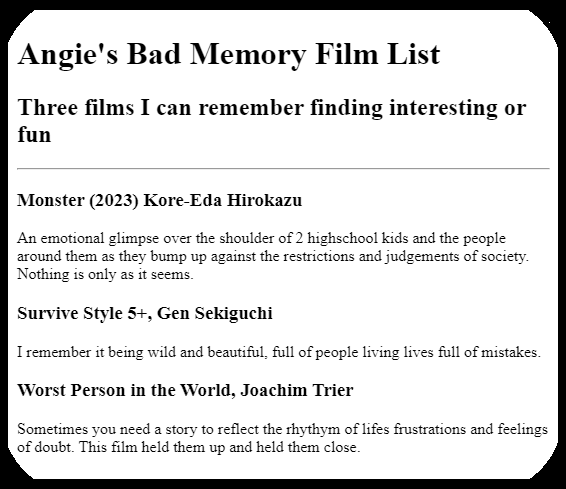 Angie's Bad Memory Film List
Three films I can remember finding interesting or
fun
Monster (2023) Kore-Eda Hirokazu
An emotional glimpse over the shoulder of 2 highschool kids and the people
around them as they bump up against the restrictions and judgements of society.
Nothing is only as it seems.
Survive Style 5+, Gen Sekiguchi
I remember it being wild and beautiful, full of people living lives full of mistakes.
Worst Person in the World, Joachim Trier
Sometimes you need a story to reflect the rhythym of lifes frustrations and feelings
of doubt. This film held them up and held them close.